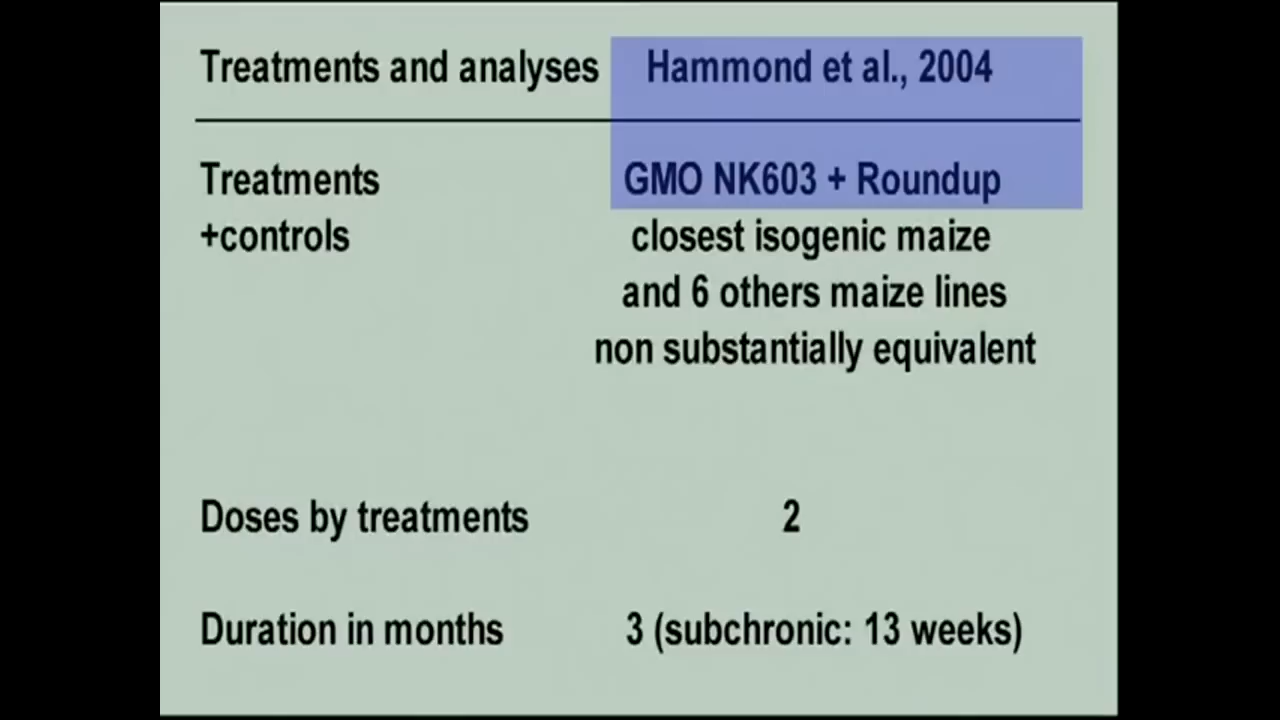 Treatments and analyses Hammond et al., 2004
Treatments GMO NK603 + Roundup
+controls closest isogenic maize
and 6 others maize lines
non substantially equivalent
Doses by treatments 2
Duration in months 3 (subchronic: 13 weeks)